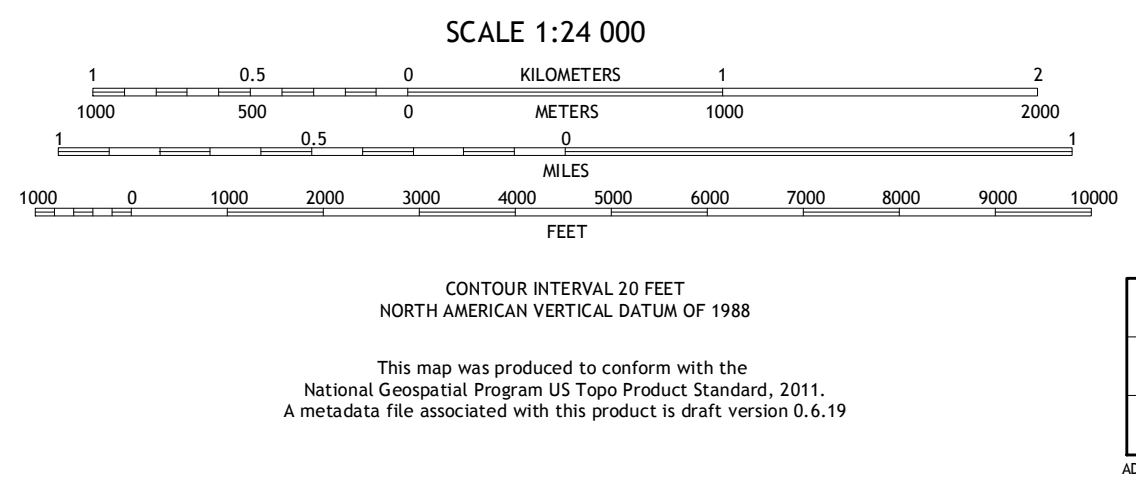 SCALE 1:24 000
1 0.5 0 KILOMETERS 1 2
1000 500 0 METERS 1000 2000
1 0.5 0 1
MILES
1000 0 1000 2000 3000 4000 5000 6000 7000 8000 9000 10000
FEET
CONTOUR INTERVAL 20 FEET
NORTH AMERICAN VERTICAL DATUM OF 1988
This map was produced to conform with the
National Geospatial Program US Topo Product Standard, 2011.
A metadata file associated with this product is draft version 0.6.19